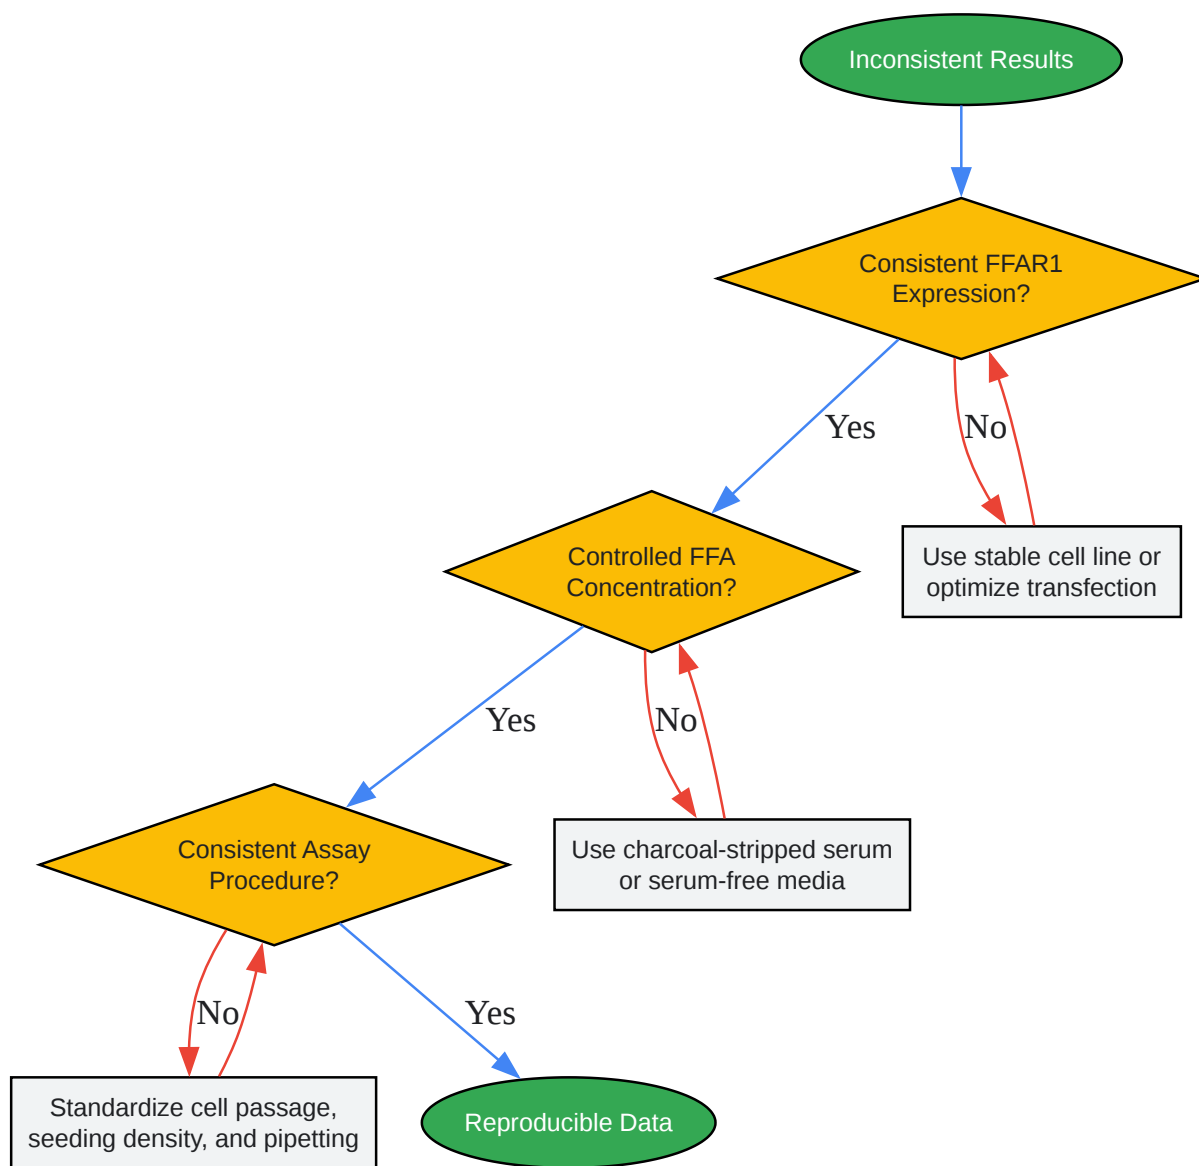 Inconsistent Results
Consistent FFAR1
Expression?
Yes
No
Controlled FFA
Concentration?
Use stable cell line or
optimize transfection
Yes
No
Consistent Assay
Procedure?
Use charcoal-stripped serum
or serum-free media
No
Yes
Standardize cell passage,
seeding density, and pipetting
Reproducible Data